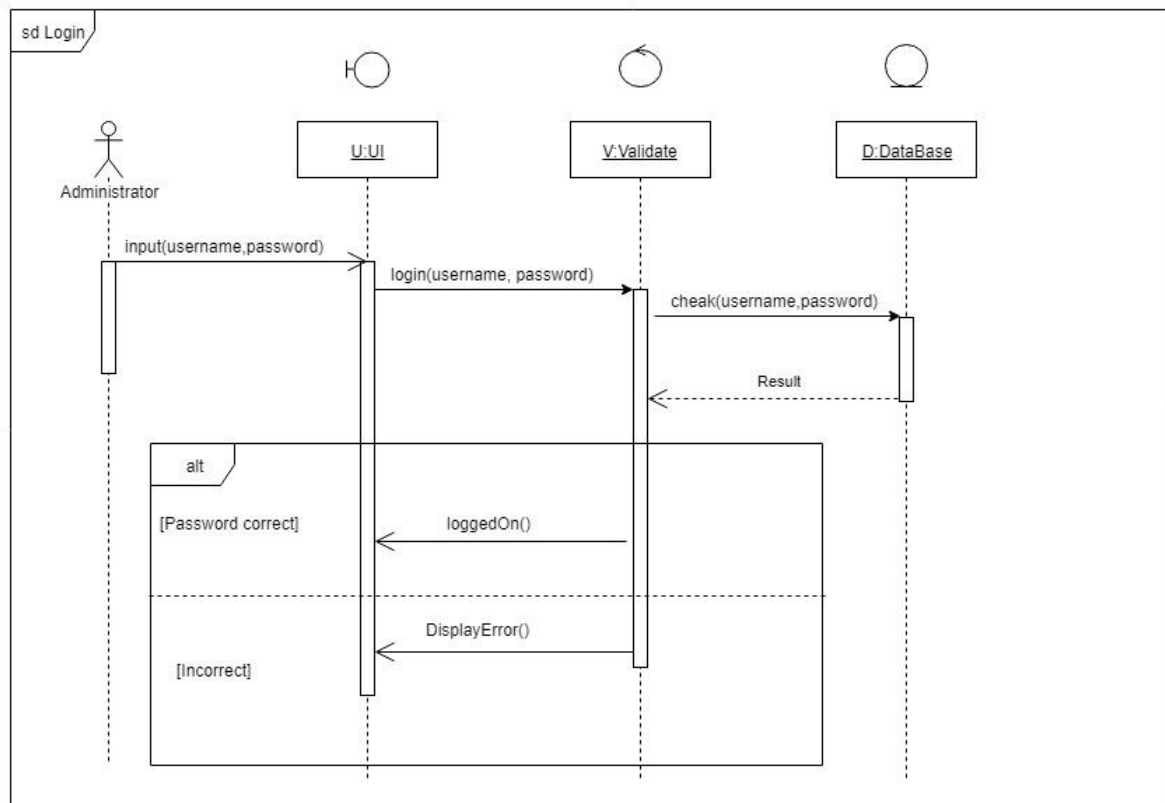 sd Login
U:UI
V:Validate
D:DataBase
Administrator
input(username,password)
login(username, password)
cheak(username,password)
Result
alt
[Password correct]
loggedOn()
DisplayError()
[Incorrect]